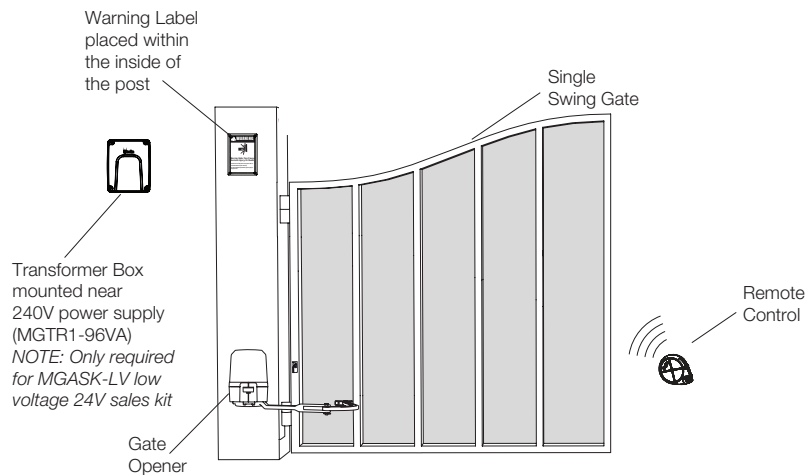 Warning Label
placed within
the inside of
the post
Single
Swing Gate
Transformer Box
mounted near
240V power supply
(MGTR1-96VA)
NOTE: Only required
for MGASK-LV low
voltage 24V sales kit
Remote
Control
Gate
Opener